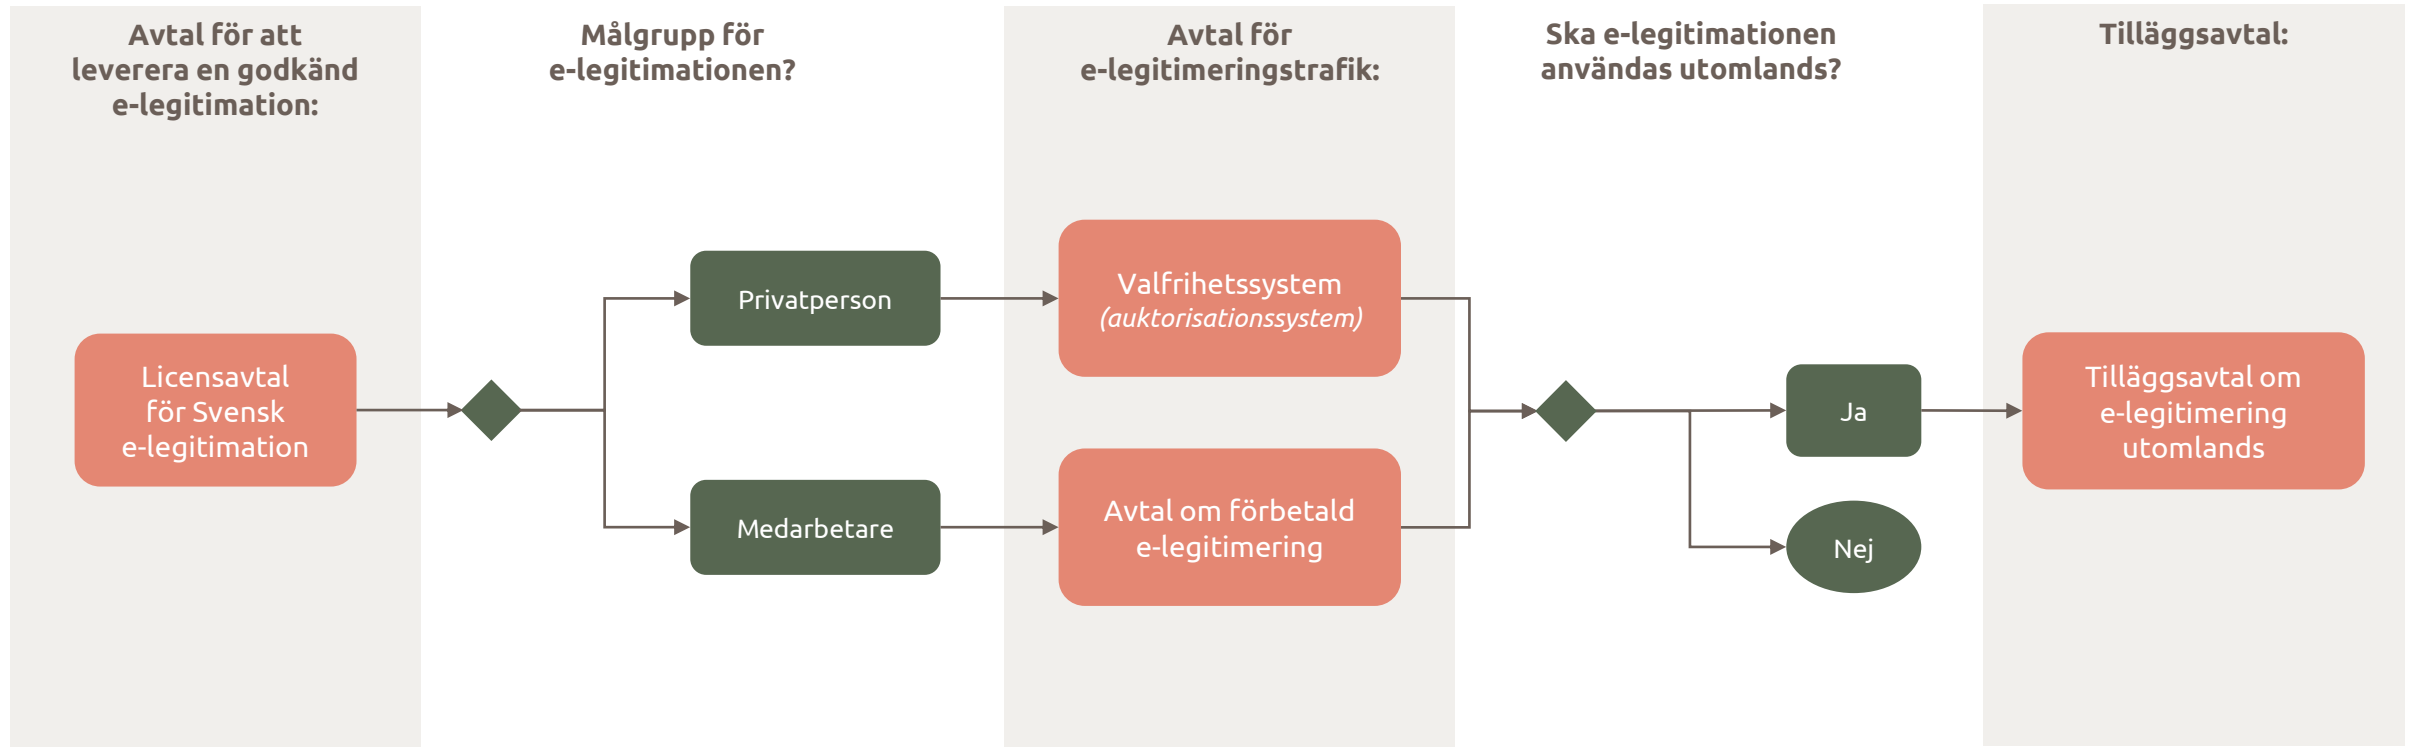 Avtal för att
leverera en godkänd
e-legitimation:
Målgrupp för
e-legitimationen?
Avtal för
e-legitimeringstrafik:
Ska e-legitimationen
användas utomlands?
Tilläggsavtal:
Licensavtal
för Svensk
e-legitimation
Privatperson
Medarbetare
Valfrihetssystem
(auktorisationssystem)
Avtal om förbetald
e-legitimering
Ja
Nej
Tilläggsavtal om
e-legitimering
utomlands